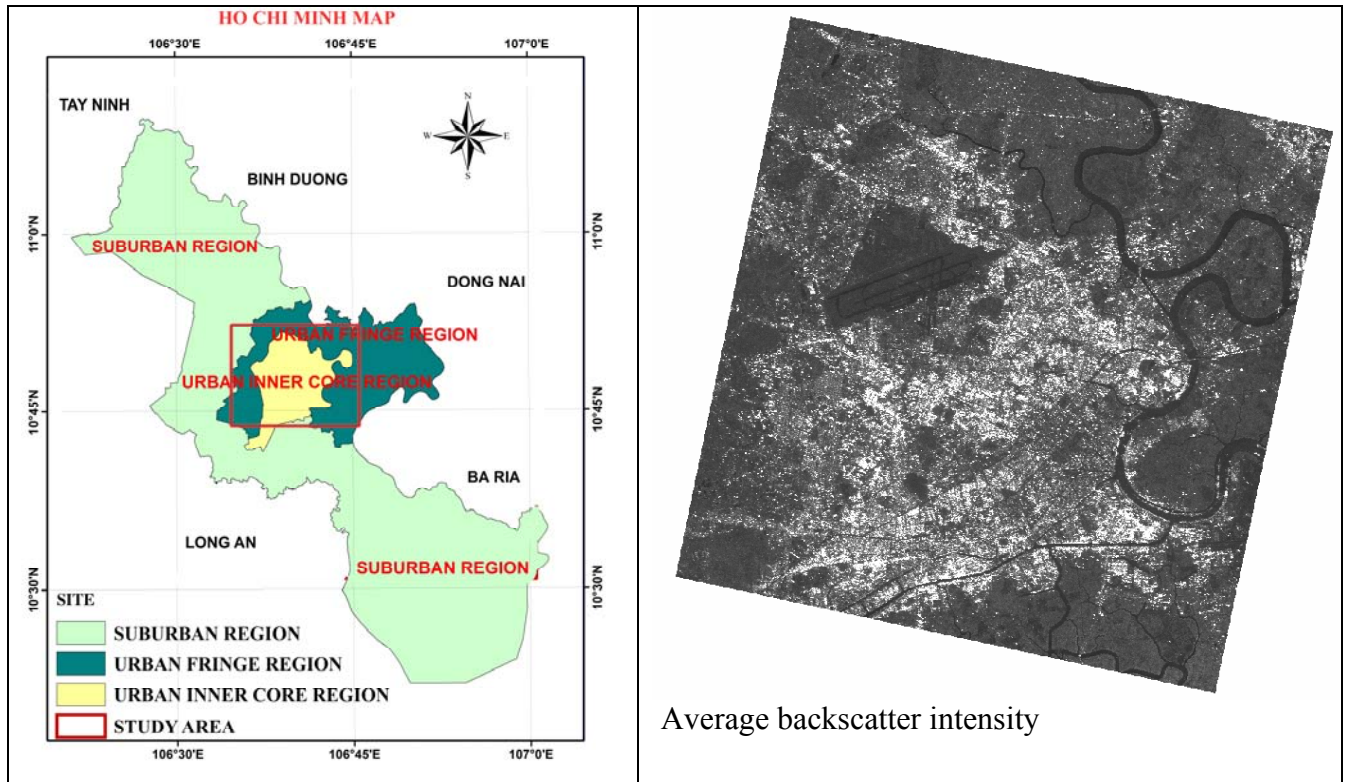 HO CHI MINH MAP
106°30'E 106°45'E 107°0'E
TAY NINH
N
W E
S
BINH DUONG
11°0'N 11°0'N
SUBURBAN REGION
DONG NAI
URBAN FRINGE REGION
URBAN INNER CORE REGION
10°45'N 10°45'N
BA RIA
LONG AN
SUBURBAN REGION
10°30'N 10°30'N
SITE
SUBURBAN REGION
URBAN FRINGE REGION
URBAN INNER CORE REGION
STUDY AREA
106°30'E 106°45'E 107°0'E
Average backscatter intensity